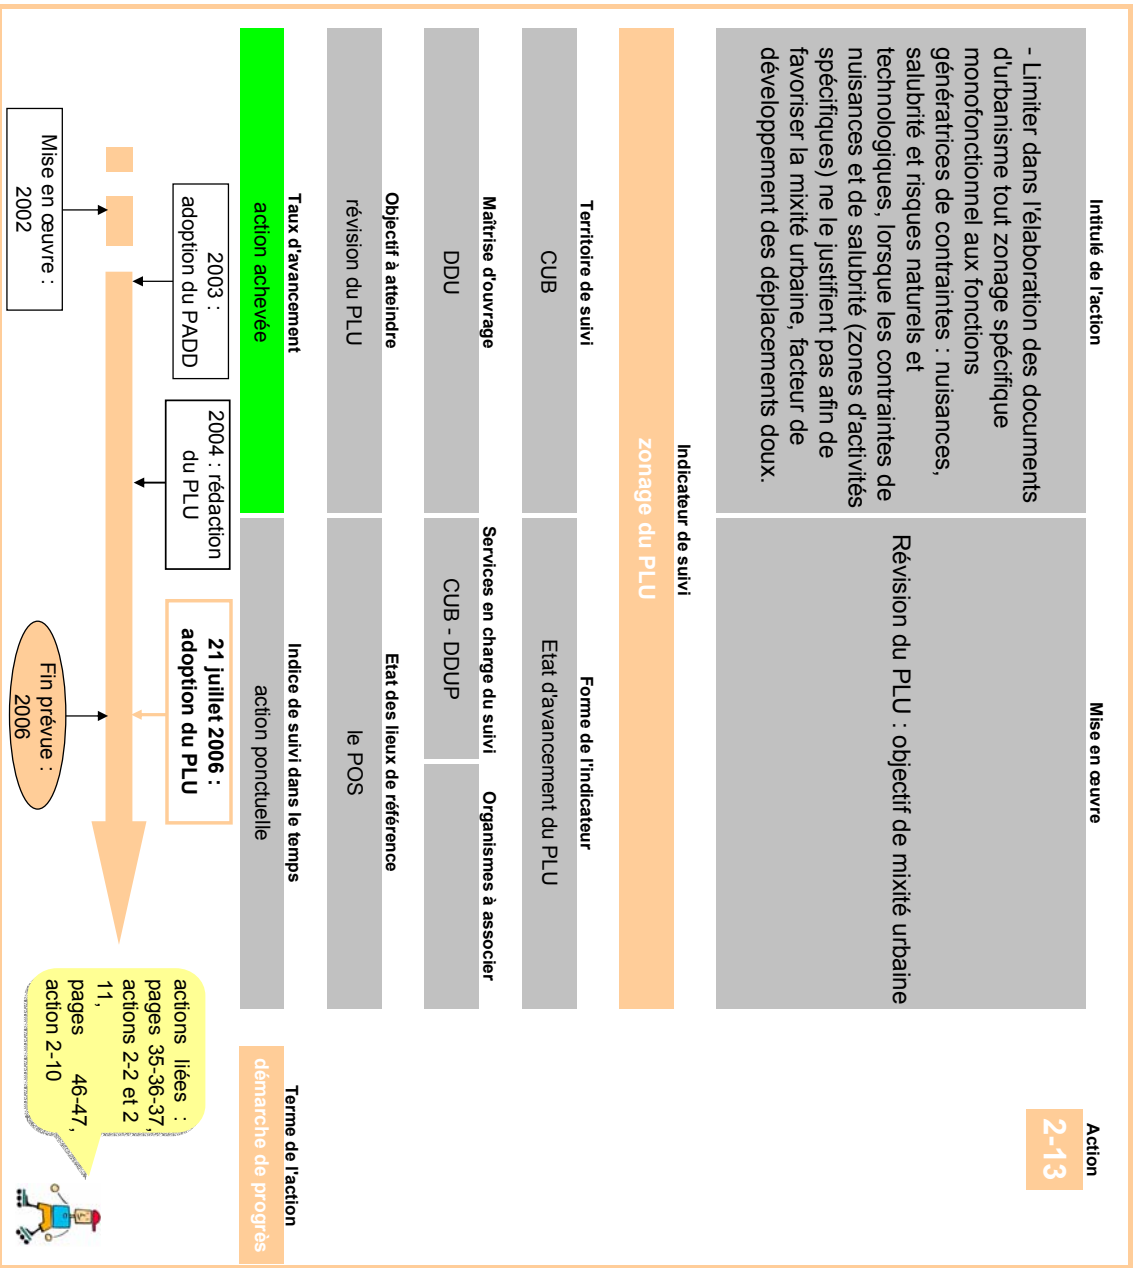 Intitulé de l'action
- Limiter dans l'élaboration des documents
d'urbanisme tout zonage spécifique
monofonctionnel aux fonctions
génératrices de contraintes : nuisances,
salubrité et risques naturels et
technologiques, lorsque les contraintes de
nuisances et de salubrité (zones d'activités
spécifiques) ne le justifient pas afin de
favoriser la mixité urbaine, facteur de
développement des déplacements doux.
Mise en œuvre
Révision du PLU : objectif de mixité urbaine
Action
2-13
Indicateur de suivi
zonage du PLU
Territoire de suivi
CUB
Forme de l'indicateur
Etat d'avancement du PLU
Maîtrise d'ouvrage
DDU
Services en charge du suivi
CUB - DDUP
Organismes à associer
Objectif à atteindre
révision du PLU
Etat des lieux de référence
le POS
Taux d'avancement
action achevée
Indice de suivi dans le temps
action ponctuelle
Terme de l'action
démarche de progrès
2003 :
adoption du PADD
2004 : rédaction
du PLU
21 juillet 2006 :
adoption du PLU
Mise en œuvre :
2002
Fin prévue :
2006
actions liées :
pages 35-36-37,
actions 2-2 et 2
11,
pages 46-47,
action 2-10